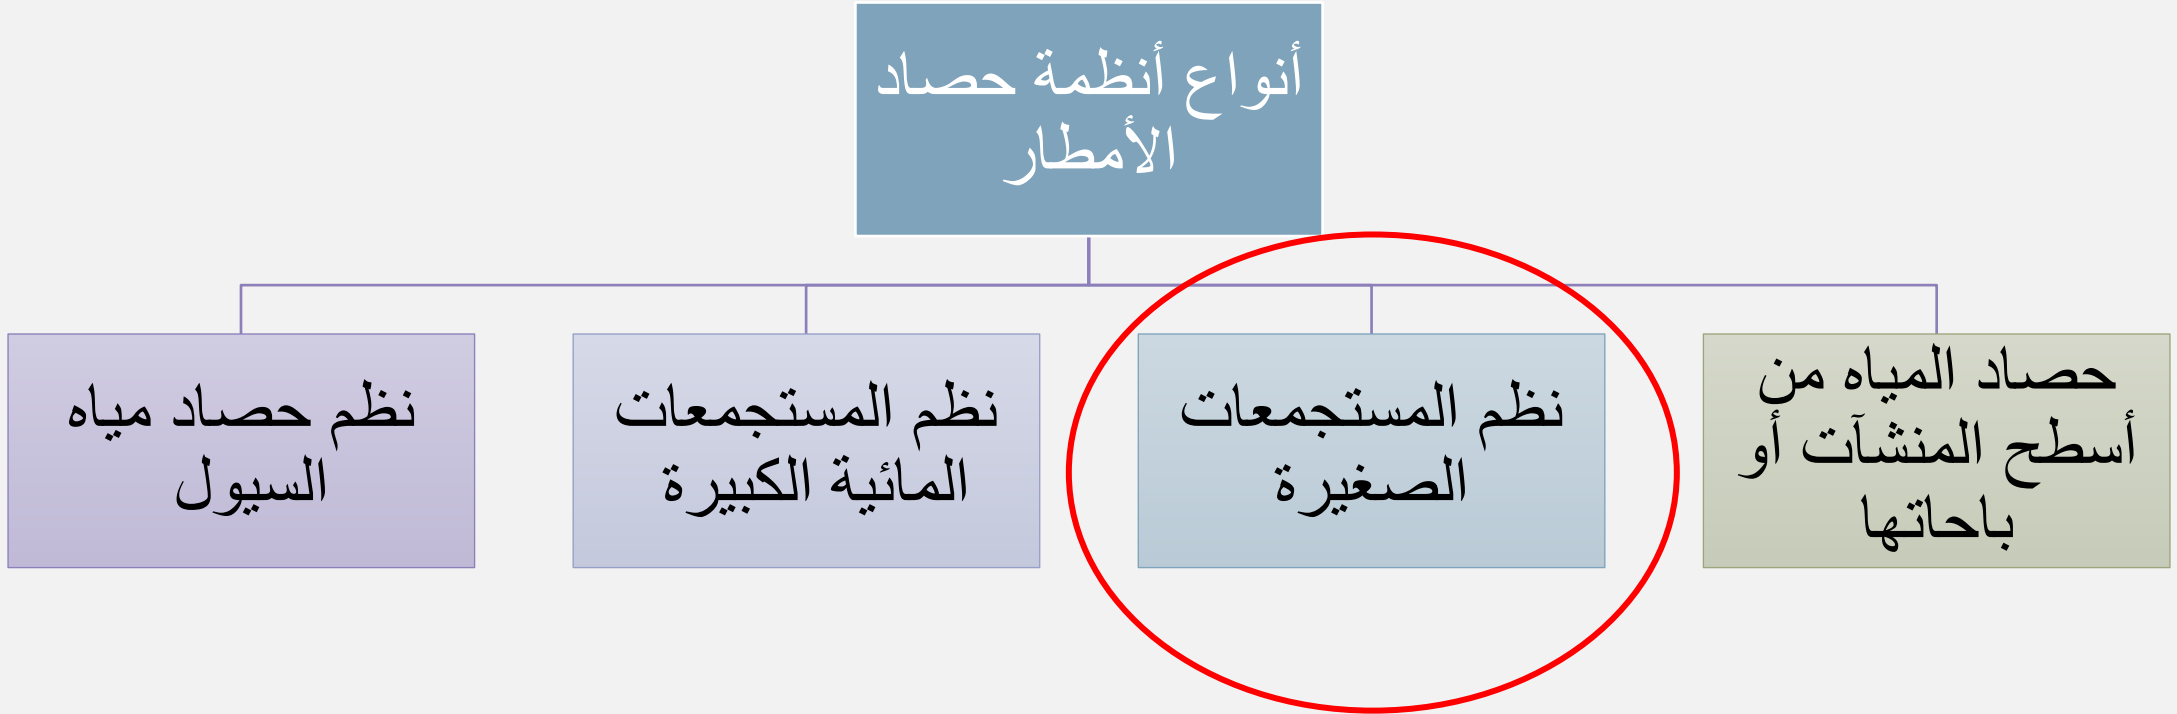 أنواع أنظمة حصاد
الأمطار
حصاد المياه من
أسطح المنشآت أو
باحاتها
نظم المستجمعات
الصغيرة
نظم المستجمعات
المائية الكبيرة
نظم حصاد مياه
السيول